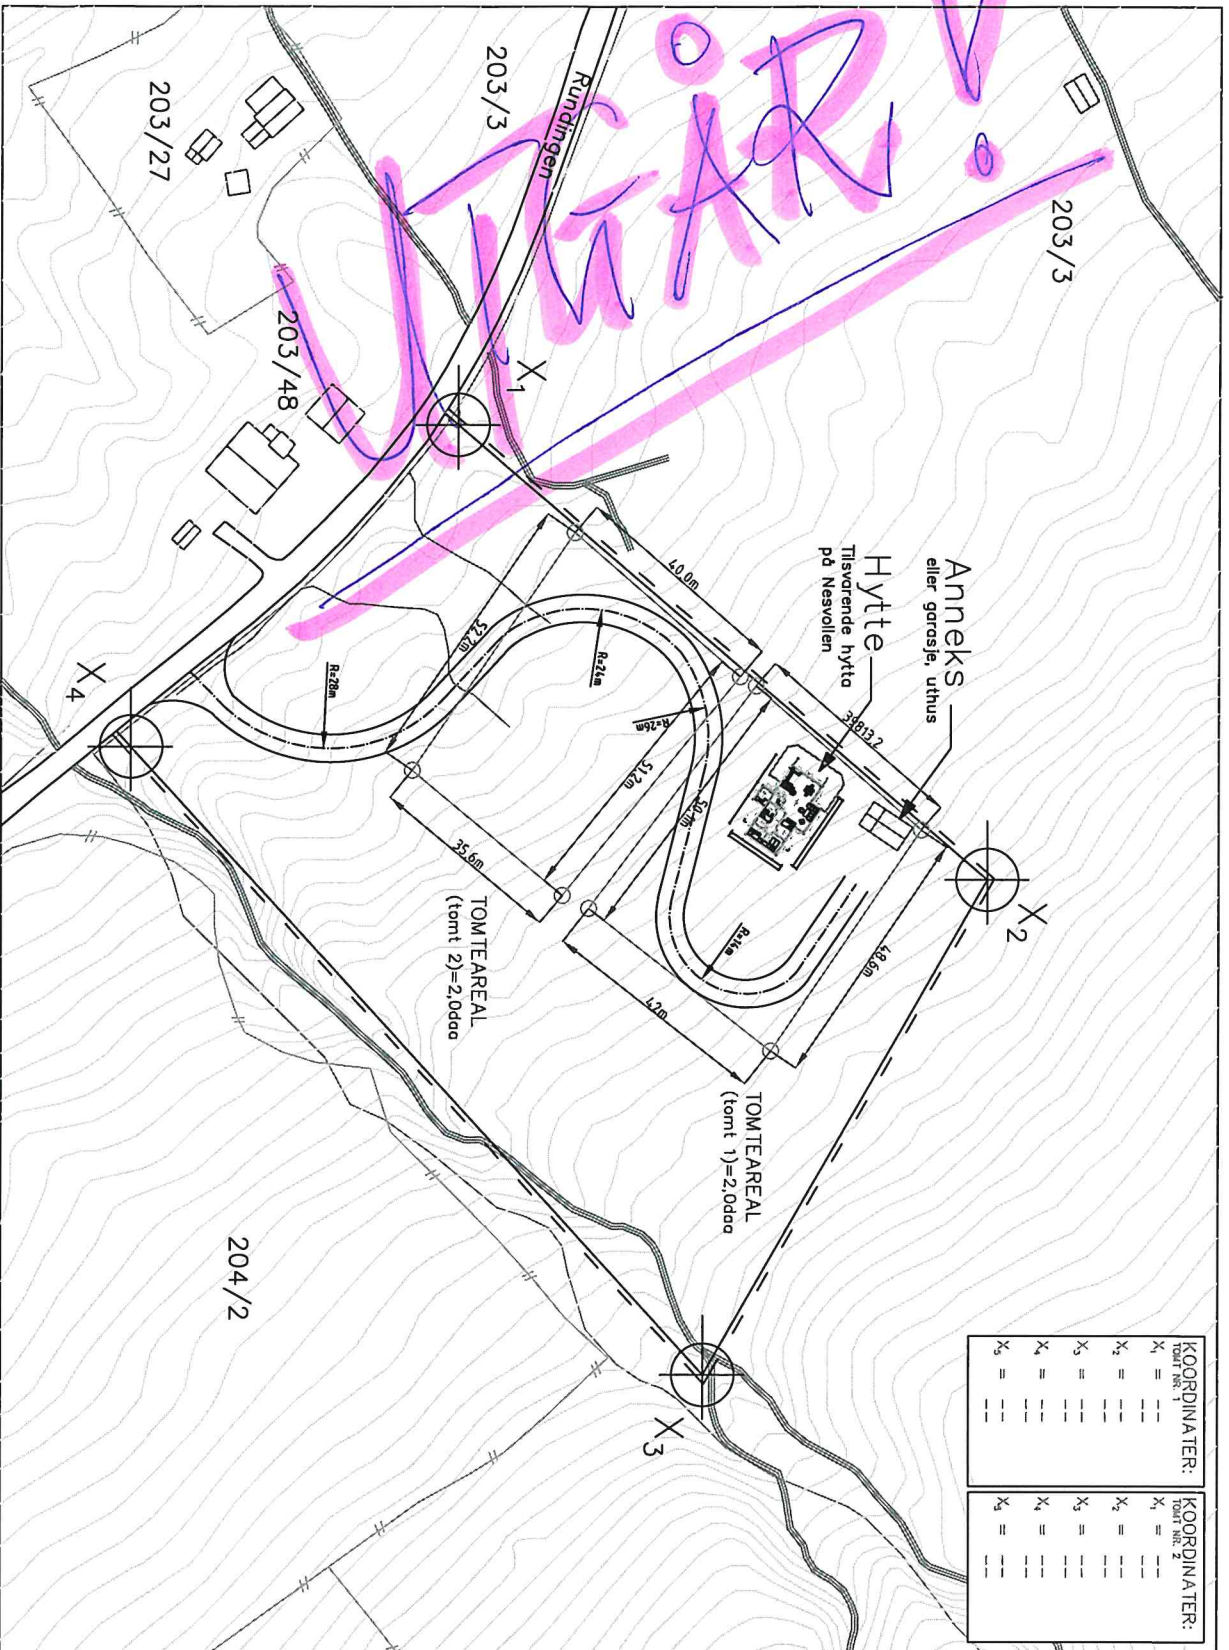 UTGÅR!
203/3
203/3
Rundingen
203/27
203/48
204/2
X1
X2
X3
X4
Anneks
eller garasje, uthus
Hytte
Tilsvarende hytta
på Nesvollen
40,0m
39813,2
52,2m
51,2m
50,1m
48,6m
35,6m
42m
R=28m
R=24m
R=26m
R=14m
TOMTEAREAL
(tomt 2)=2,0daa
TOMTEAREAL
(tomt 1)=2,0daa
KOORDINATER:
TOMT NR. 1
X1 = ---
X2 = ---
X3 = ---
X4 = ---
X5 = ---
KOORDINATER:
TOMT NR. 2
X1 = ---
X2 = ---
X3 = ---
X4 = ---
X5 = ---